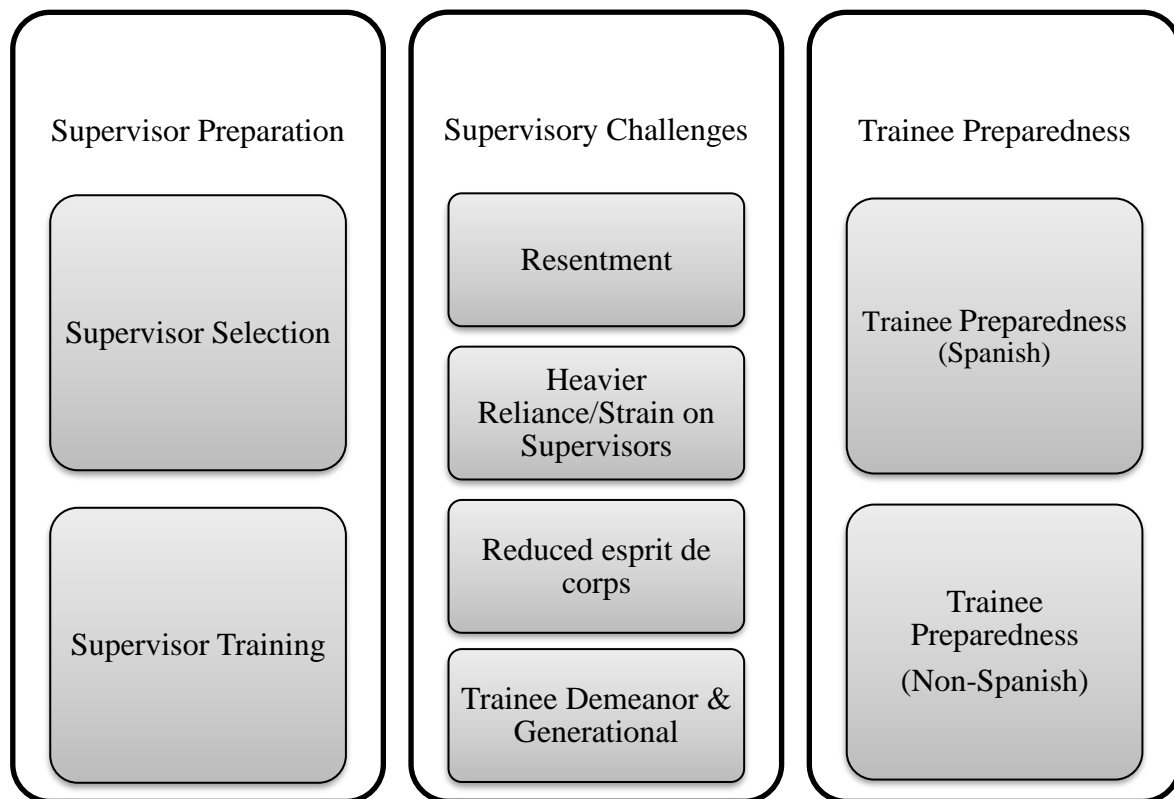 Supervisor Preparation
Supervisor Selection
Supervisor Training
Supervisory Challenges
Resentment
Heavier
Reliance/Strain on
Supervisors
Reduced esprit de
corps
Trainee Demeanor &
Generational
Trainee Preparedness
Trainee Preparedness
(Spanish)
Trainee
Preparedness
(Non-Spanish)